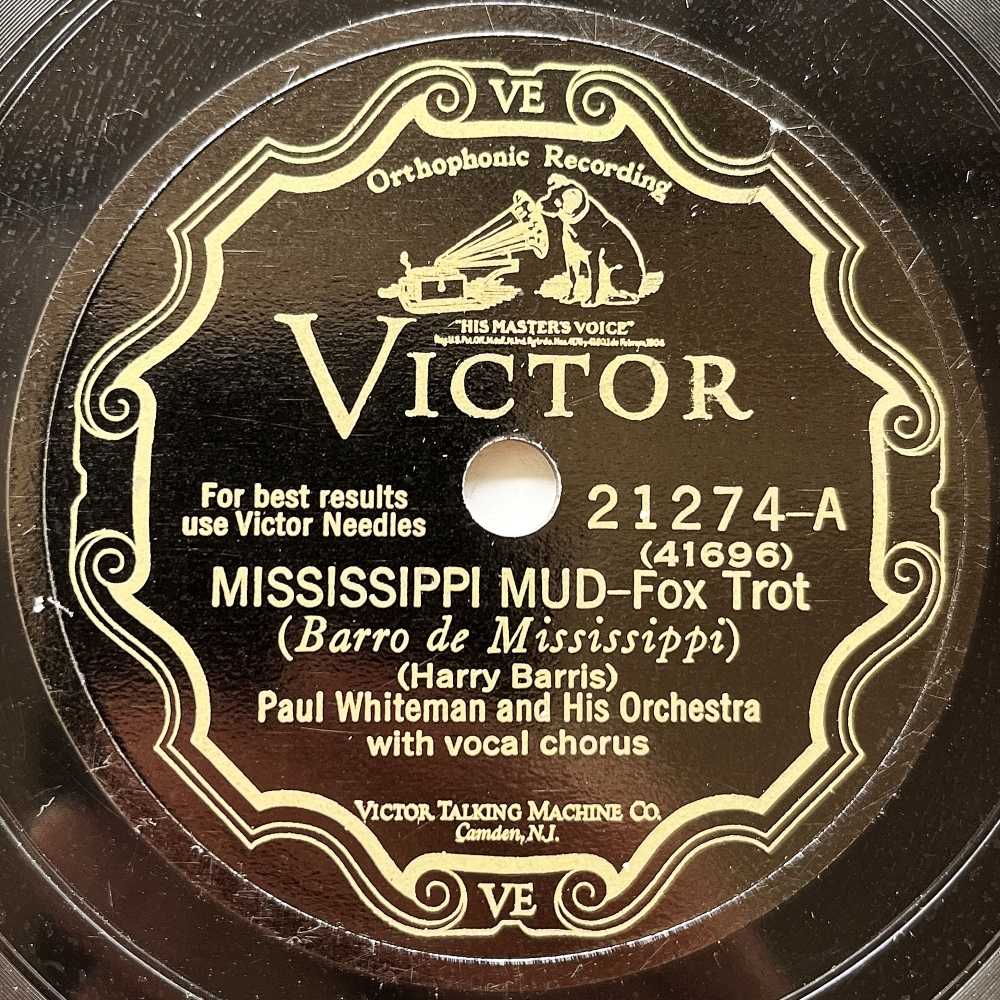 VE
Orthophonic Recording
"HIS MASTER'S VOICE"
VICTOR
For best results
use Victor Needles
21274-A
(41696)
MISSISSIPPI MUD-Fox Trot
(Barro de Mississippi)
(Harry Barris)
Paul Whiteman and His Orchestra
with vocal chorus
VICTOR TALKING MACHINE CO.
Camden, N.J.
VE